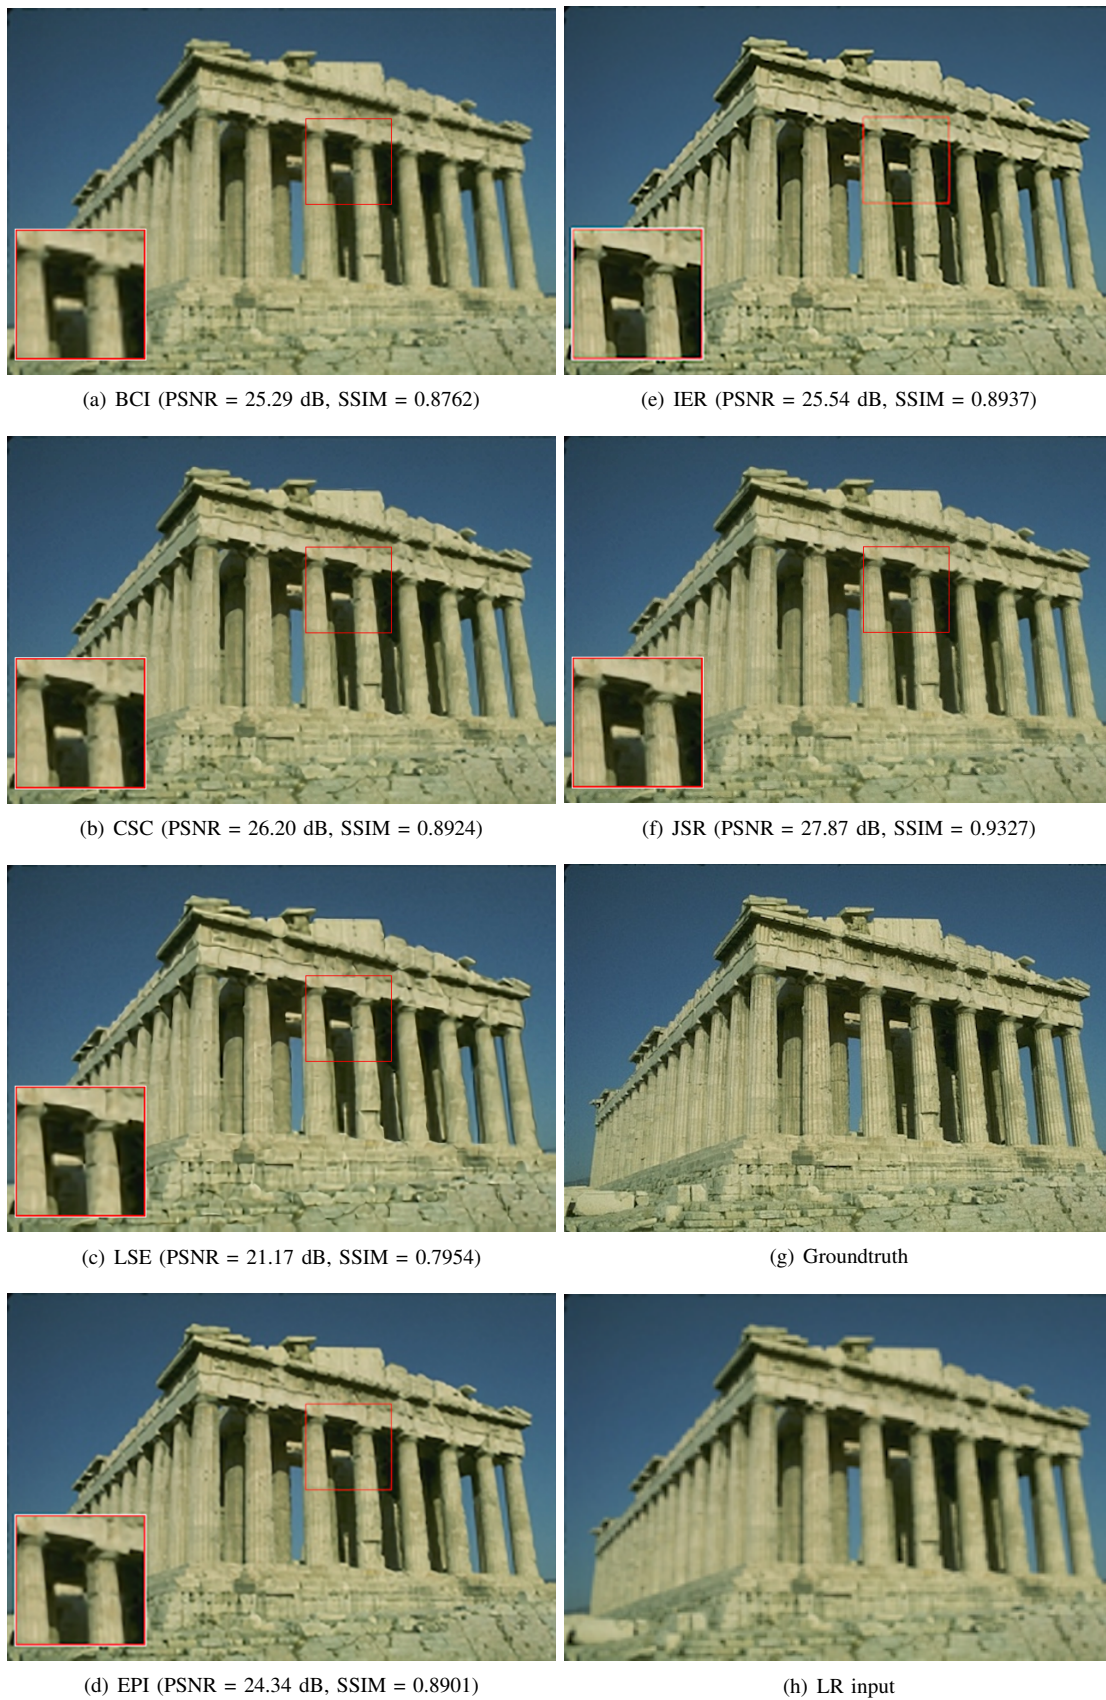 (a) BCI (PSNR = 25.29 dB, SSIM = 0.8762)
(e) IER (PSNR = 25.54 dB, SSIM = 0.8937)
(b) CSC (PSNR = 26.20 dB, SSIM = 0.8924)
(f) JSR (PSNR = 27.87 dB, SSIM = 0.9327)
(c) LSE (PSNR = 21.17 dB, SSIM = 0.7954)
(g) Groundtruth
(d) EPI (PSNR = 24.34 dB, SSIM = 0.8901)
(h) LR input